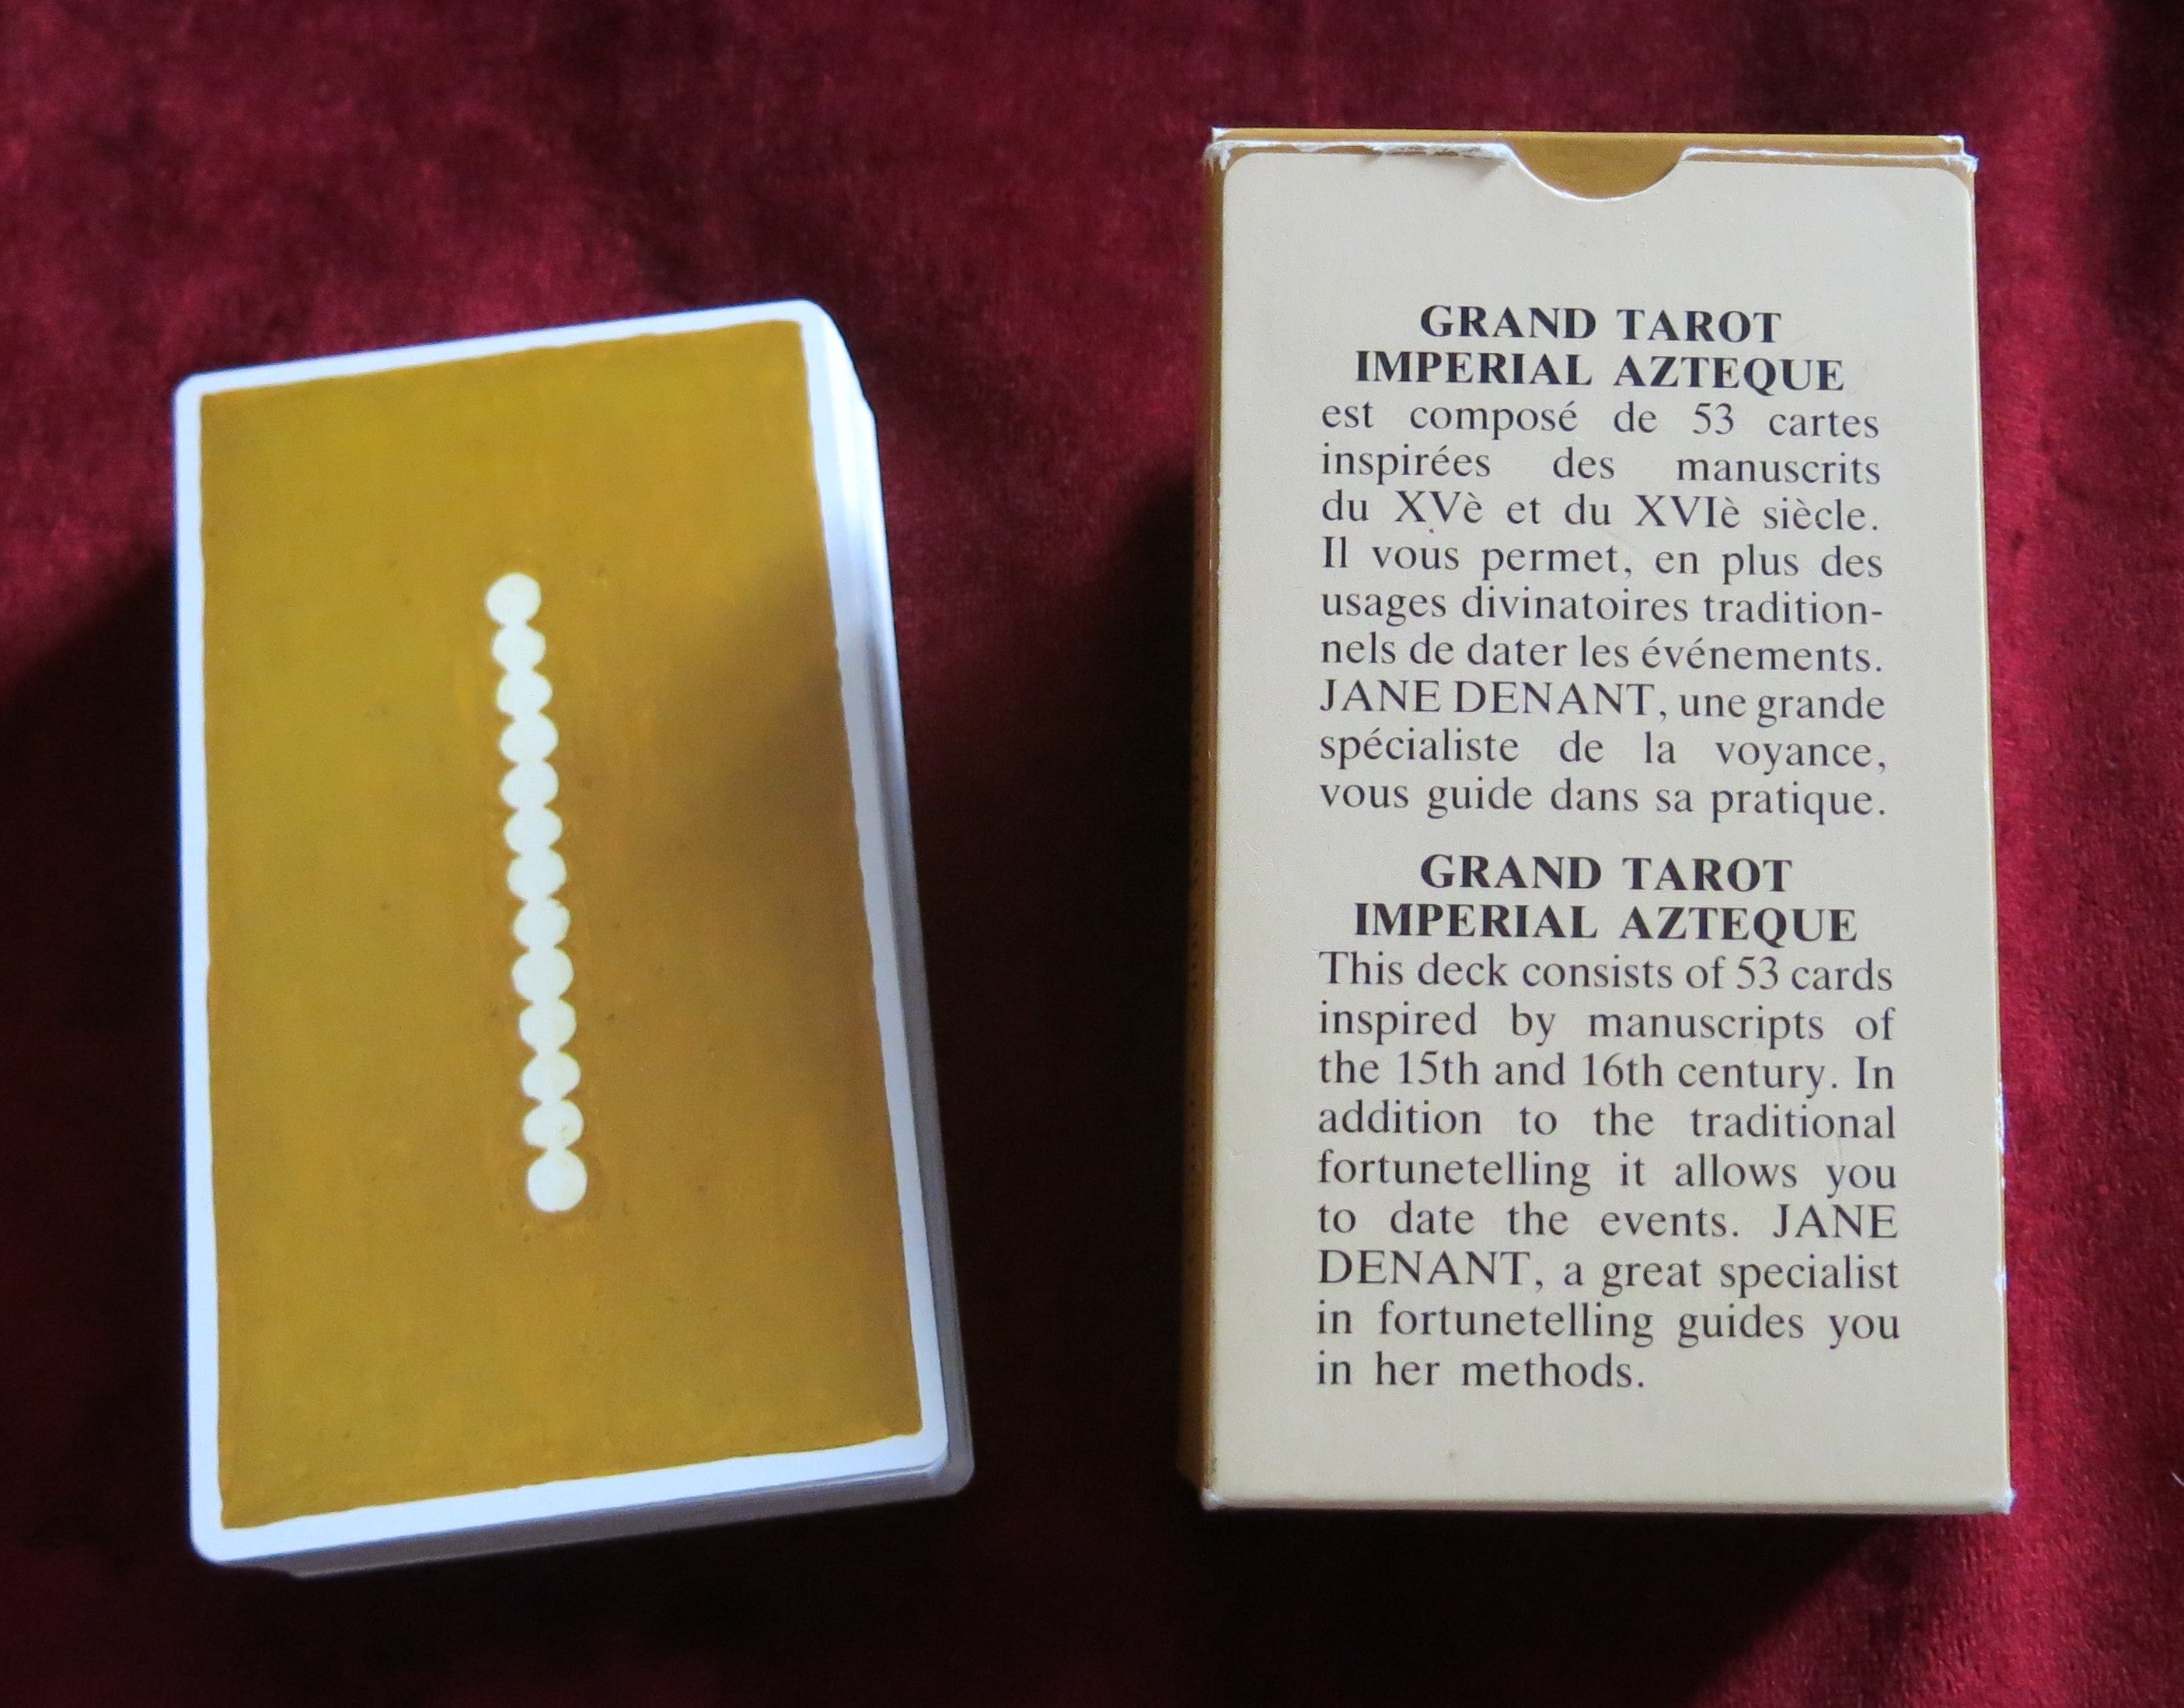 GRAND TAROT
IMPERIAL AZTEQUE
est composé de 53 cartes
inspirées des manuscrits
du XVè et du XVIè siècle.
Il vous permet, en plus des
usages divinatoires tradition-
nels de dater les événements.
JANE DENANT, une grande
spécialiste de la voyance,
vous guide dans sa pratique.
GRAND TAROT
IMPERIAL AZTEQUE
This deck consists of 53 cards
inspired by manuscripts of
the 15th and 16th century. In
addition to the traditional
fortunetelling it allows you
to date the events. JANE
DENANT, a great specialist
in fortunetelling guides you
in her methods.